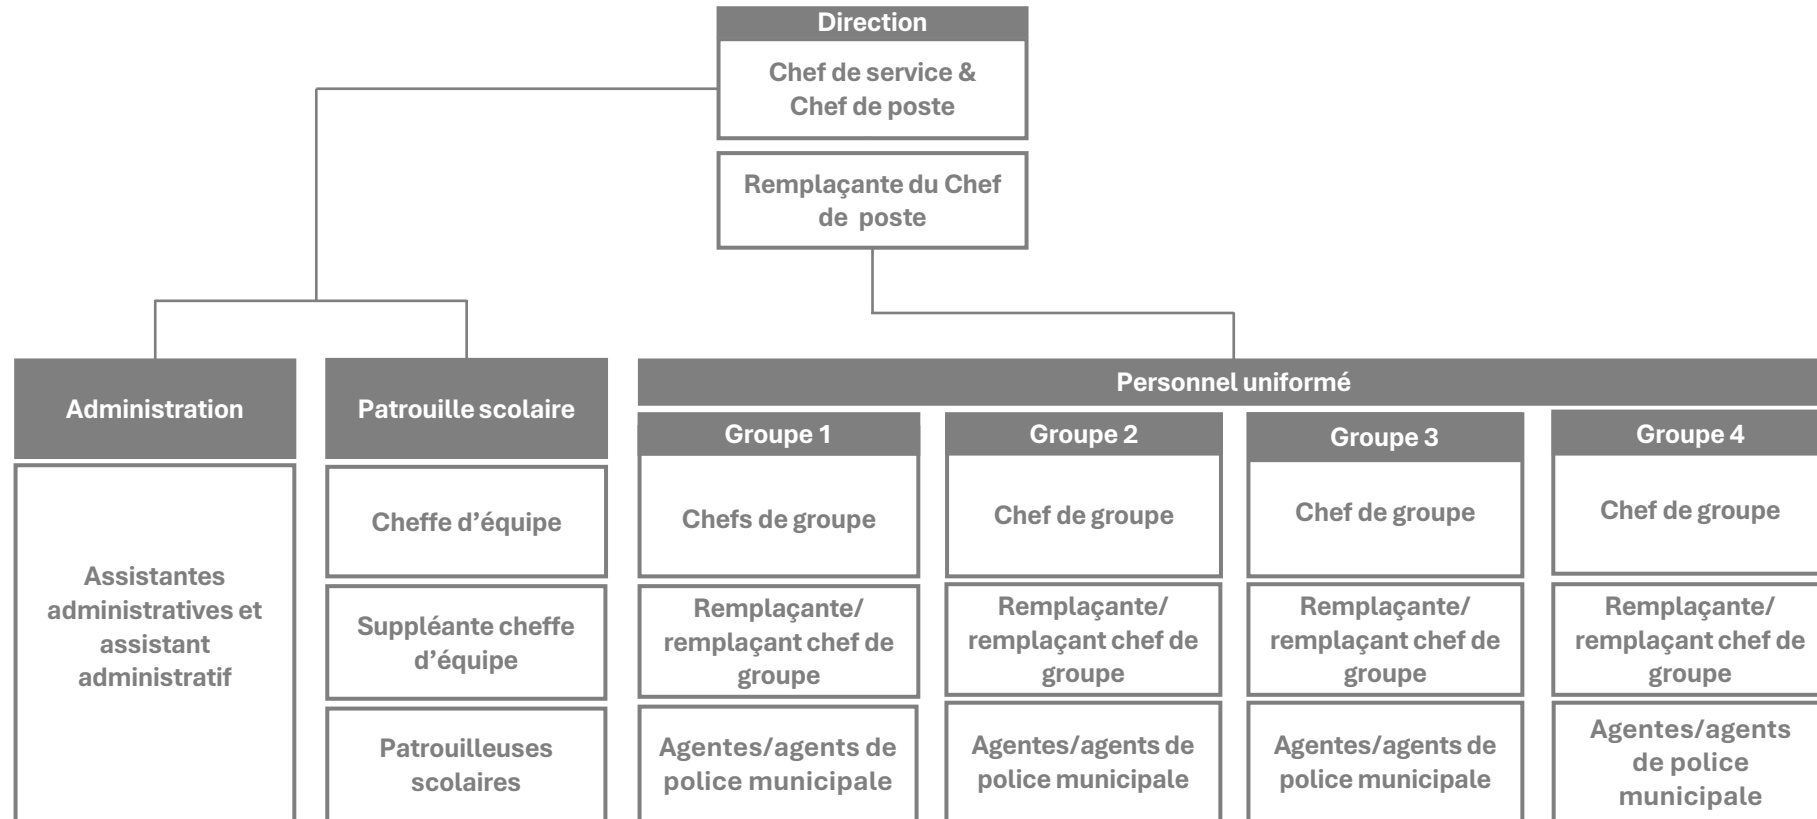 Direction
Chef de service &
Chef de poste
Remplaçante du Chef
de poste
Administration
Assistantes
administratives et
assistant
administratif
Patrouille scolaire
Cheffe d’équipe
Suppléante cheffe
d’équipe
Patrouilleuses
scolaires
Personnel uniformé
Groupe 1
Chefs de groupe
Remplaçante/
remplaçant chef de
groupe
Agentes/agents de
police municipale
Groupe 2
Chef de groupe
Remplaçante/
remplaçant chef de
groupe
Agentes/agents de
police municipale
Groupe 3
Chef de groupe
Remplaçante/
remplaçant chef de
groupe
Agentes/agents de
police municipale
Groupe 4
Chef de groupe
Remplaçante/
remplaçant chef de
groupe
Agentes/agents
de police
municipale